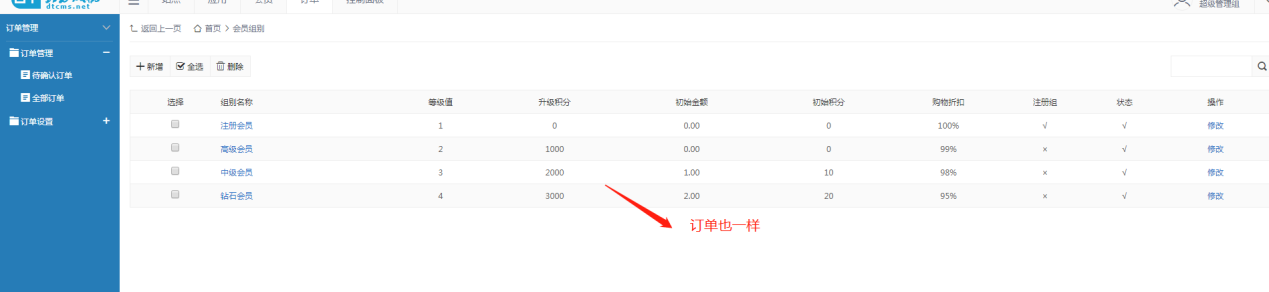 dtcms.net
站点 应用 会员 订单 控制面板 超级管理组
订单管理
返回上一页 首页 > 会员组别
订单管理
待确认订单
全部订单
订单设置
新增 全选 删除
选择 组别名称 等级值 升级积分 初始金额 初始积分 购物折扣 注册组 状态 操作
注册会员 1 0 0.00 0 100% √ √ 修改
高级会员 2 1000 0.00 0 99% × √ 修改
中级会员 3 2000 1.00 10 98% × √ 修改
钻石会员 4 3000 2.00 20 95% × √ 修改
订单也一样